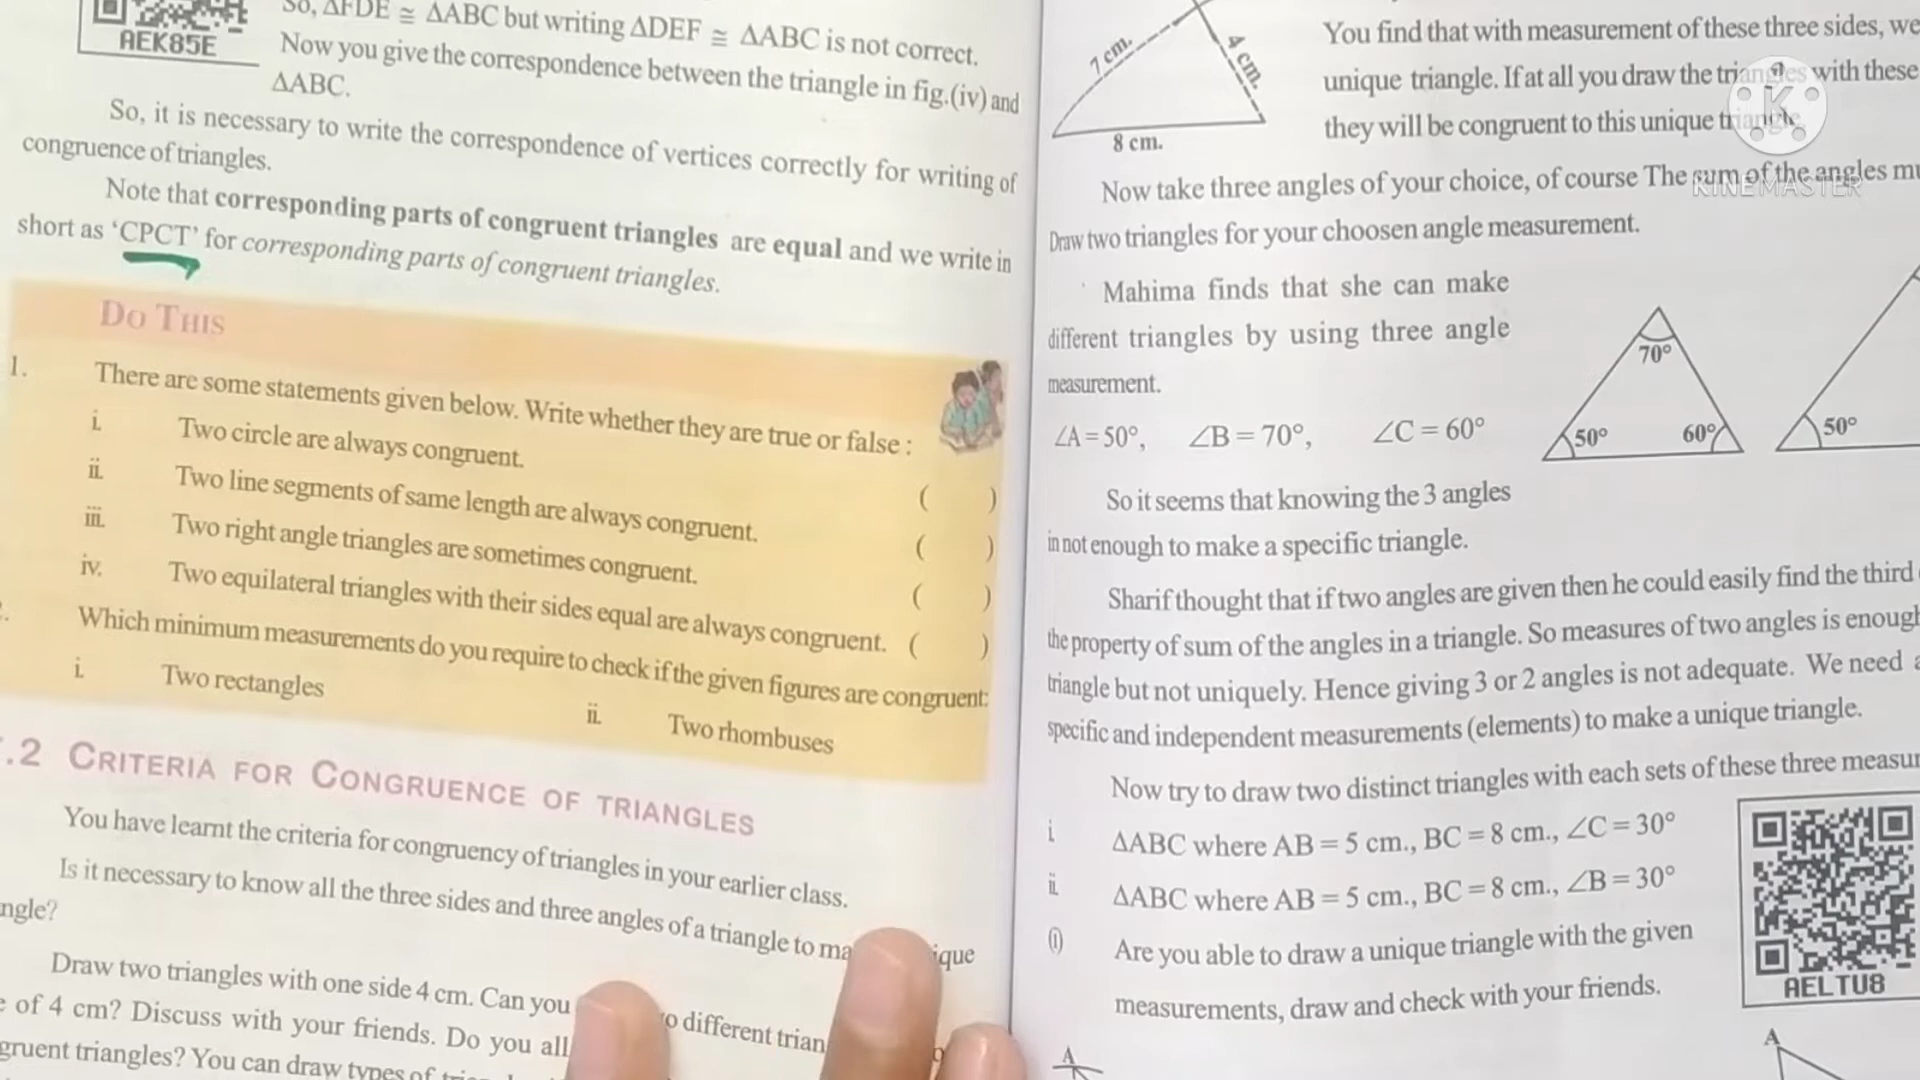 So, ΔFDE ≅ ΔABC but writing ΔDEF ≅ ΔABC is not correct.
AEK85E
Now you give the correspondence between the triangle in fig.(iv) and
ΔABC.
So, it is necessary to write the correspondence of vertices correctly for writing of
congruence of triangles.
Note that corresponding parts of congruent triangles are equal and we write in
short as ‘CPCT’ for corresponding parts of congruent triangles.
DO THIS
1. There are some statements given below. Write whether they are true or false :
i. Two circle are always congruent. ( )
ii. Two line segments of same length are always congruent. ( )
iii. Two right angle triangles are sometimes congruent. ( )
iv. Two equilateral triangles with their sides equal are always congruent. ( )
Which minimum measurements do you require to check if the given figures are congruent:
i. Two rectangles ii. Two rhombuses
.2 CRITERIA FOR CONGRUENCE OF TRIANGLES
You have learnt the criteria for congruency of triangles in your earlier class.
Is it necessary to know all the three sides and three angles of a triangle to
Draw two triangles with one side 4 cm. Can you different
of 4 cm? Discuss with your friends. Do you all
triangles? You can draw types of
7 cm.
4 cm.
8 cm.
You find that with measurement of these three sides, we
unique triangle. If at all you draw the triangles with these
they will be congruent to this unique triangle.
K
KINEMASTER
Now take three angles of your choice, of course The sum of the angles
Draw two triangles for your choosen angle measurement.
Mahima finds that she can make
different triangles by using three angle
measurement.
∠A = 50°, ∠B = 70°, ∠C = 60°
70°
50°
60°
50°
So it seems that knowing the 3 angles
in not enough to make a specific triangle.
Sharif thought that if two angles are given then he could easily find the third
the property of sum of the angles in a triangle. So measures of two angles is enough
triangle but not uniquely. Hence giving 3 or 2 angles is not adequate. We need
specific and independent measurements (elements) to make a unique triangle.
Now try to draw two distinct triangles with each sets of these three
i. ΔABC where AB = 5 cm., BC = 8 cm., ∠C = 30°
ii. ΔABC where AB = 5 cm., BC = 8 cm., ∠B = 30°
(i) Are you able to draw a unique triangle with the given
measurements, draw and check with your friends.
AELTU8
A
A